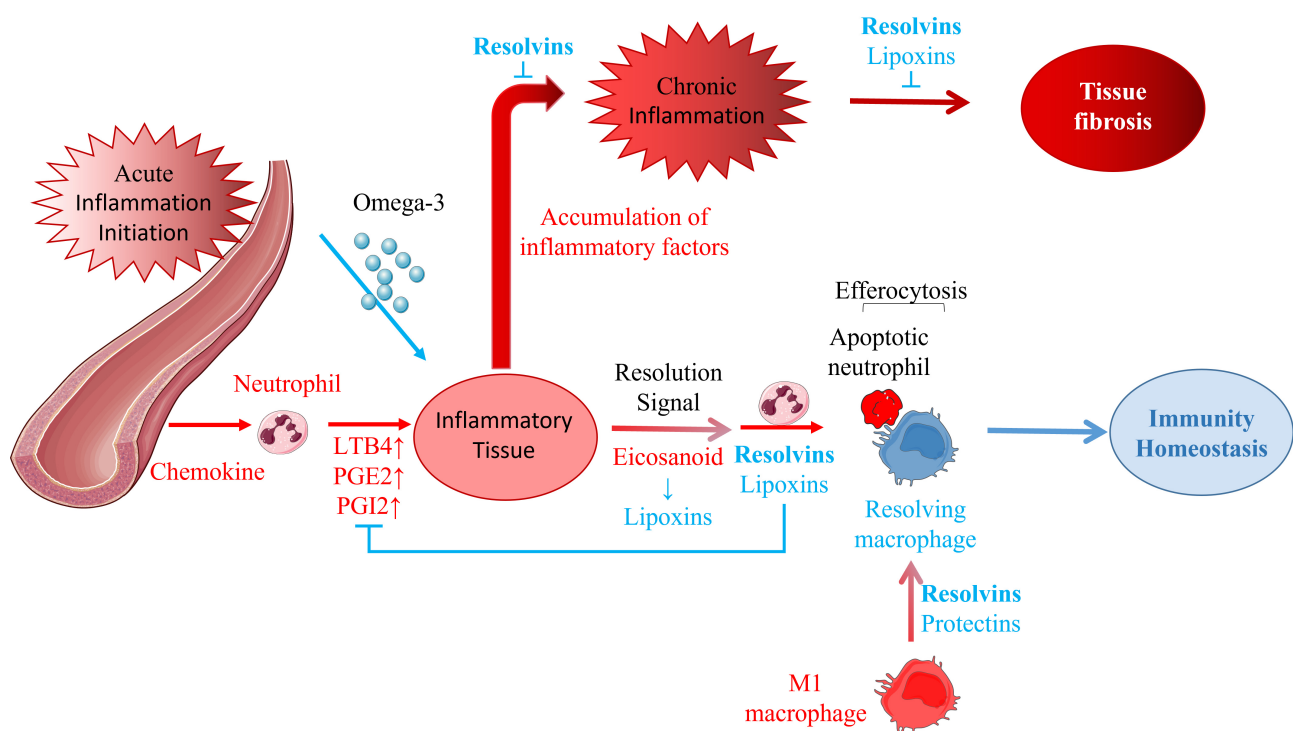 Resolvins
Resolvins
Lipoxins
Chronic
Inflammation
Tissue
fibrosis
Acute
Inflammation
Initiation
Omega-3
Accumulation of
inflammatory factors
Efferocytosis
Apoptotic
neutrophil
Neutrophil
Chemokine
LTB4↑
PGE2↑
PGI2↑
Inflammatory
Tissue
Resolution
Signal
Eicosanoid
↓
Lipoxins
Resolvins
Lipoxins
Resolving
macrophage
Immunity
Homeostasis
Resolvins
Protectins
M1
macrophage